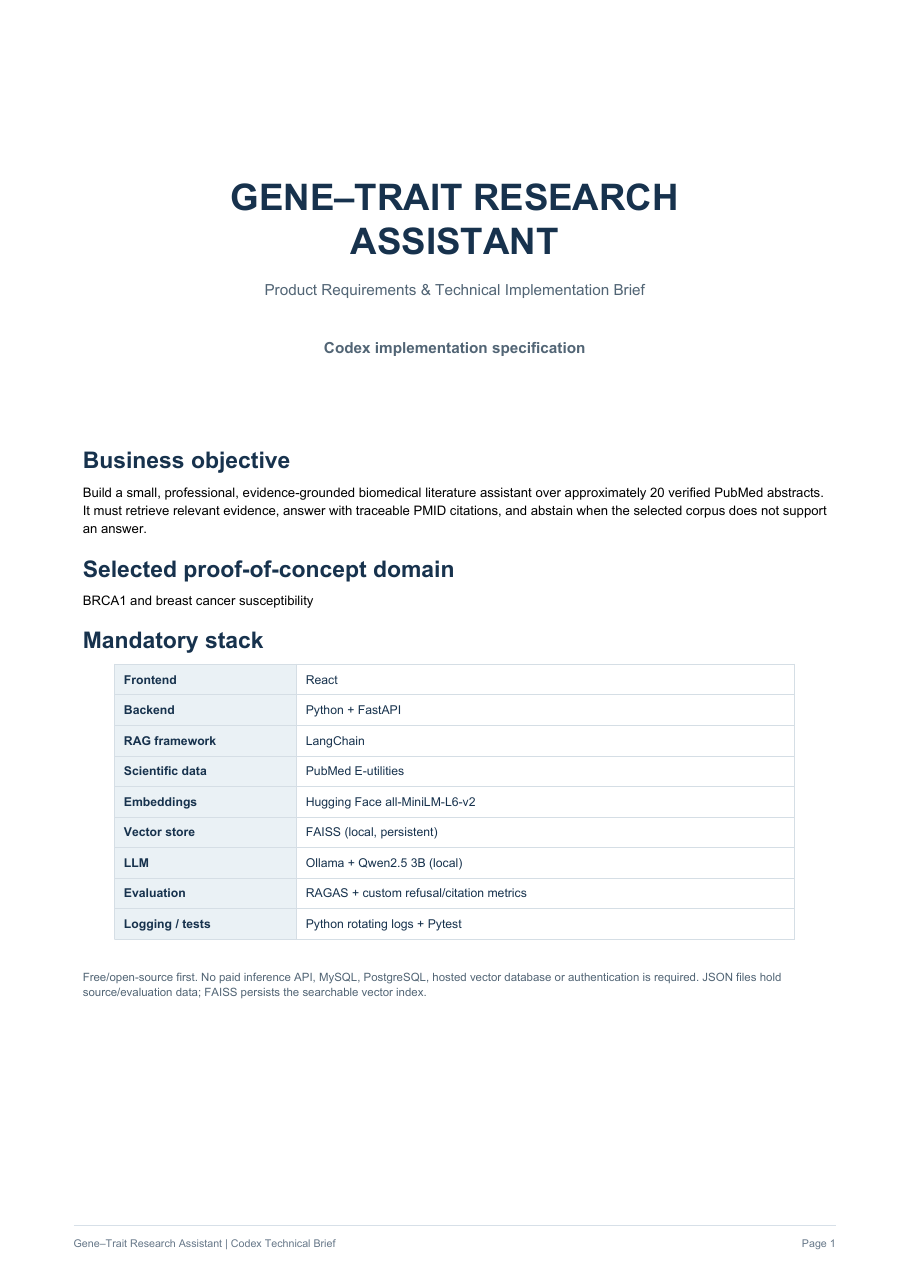 GENE–TRAIT RESEARCH
ASSISTANT
Product Requirements & Technical Implementation Brief
Codex implementation specification
Business objective
Build a small, professional, evidence-grounded biomedical literature assistant over approximately 20 verified PubMed abstracts.
It must retrieve relevant evidence, answer with traceable PMID citations, and abstain when the selected corpus does not support
an answer.
Selected proof-of-concept domain
BRCA1 and breast cancer susceptibility
Mandatory stack
Frontend React
Backend Python + FastAPI
RAG framework LangChain
Scientific data PubMed E-utilities
Embeddings Hugging Face all-MiniLM-L6-v2
Vector store FAISS (local, persistent)
LLM Ollama + Qwen2.5 3B (local)
Evaluation RAGAS + custom refusal/citation metrics
Logging / tests Python rotating logs + Pytest
Free/open-source first. No paid inference API, MySQL, PostgreSQL, hosted vector database or authentication is required. JSON files hold
source/evaluation data; FAISS persists the searchable vector index.
Gene–Trait Research Assistant | Codex Technical Brief Page 1